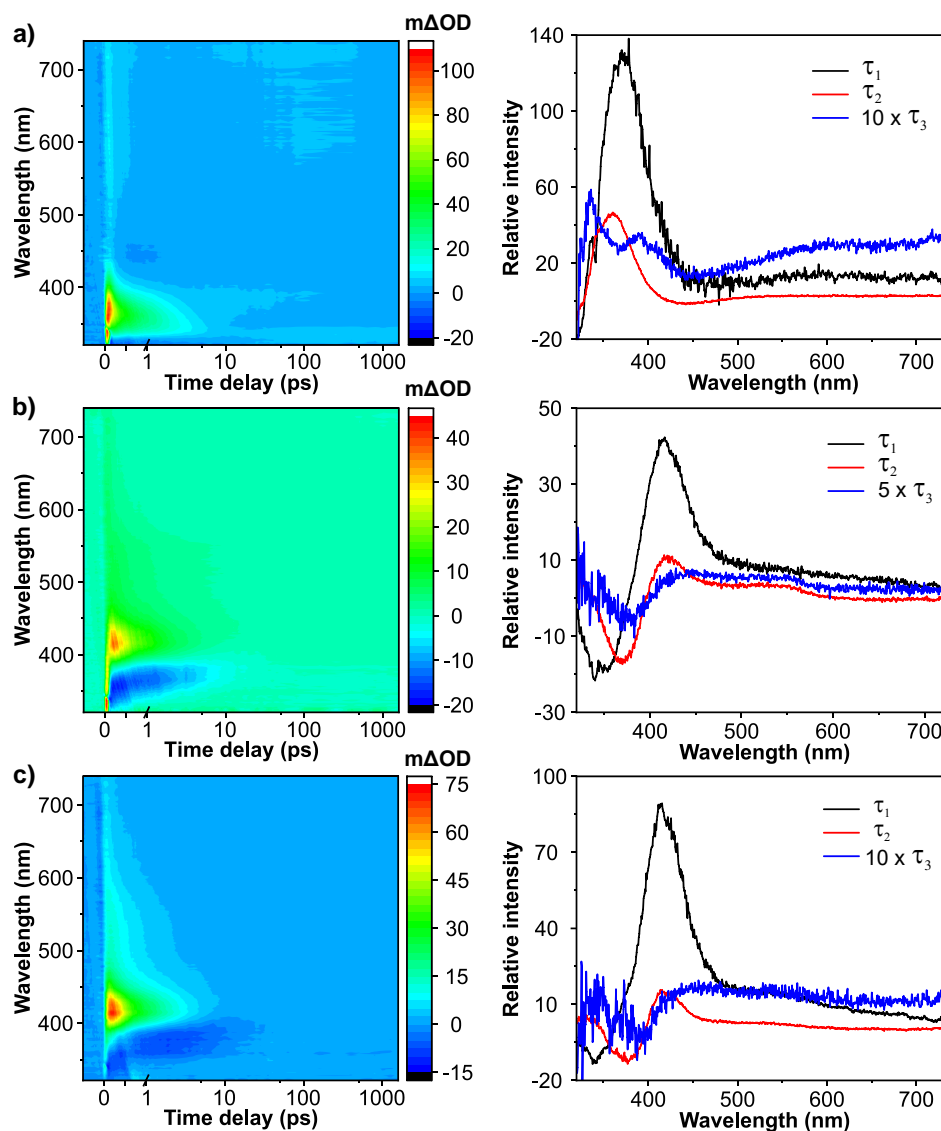 a)
mΔOD
Wavelength (nm)
700
600
500
400
0
1
10
100
1000
Time delay (ps)
100
80
60
40
20
0
-20
Relative intensity
140
100
60
20
-20
τ1
τ2
10 x τ3
400
500
600
700
Wavelength (nm)
b)
mΔOD
Wavelength (nm)
700
600
500
400
0
1
10
100
1000
Time delay (ps)
40
30
20
10
0
-10
-20
Relative intensity
50
30
10
-10
-30
τ1
τ2
5 x τ3
400
500
600
700
Wavelength (nm)
c)
mΔOD
Wavelength (nm)
700
600
500
400
0
1
10
100
1000
Time delay (ps)
75
60
45
30
15
0
-15
Relative intensity
100
70
40
10
-20
τ1
τ2
10 x τ3
400
500
600
700
Wavelength (nm)